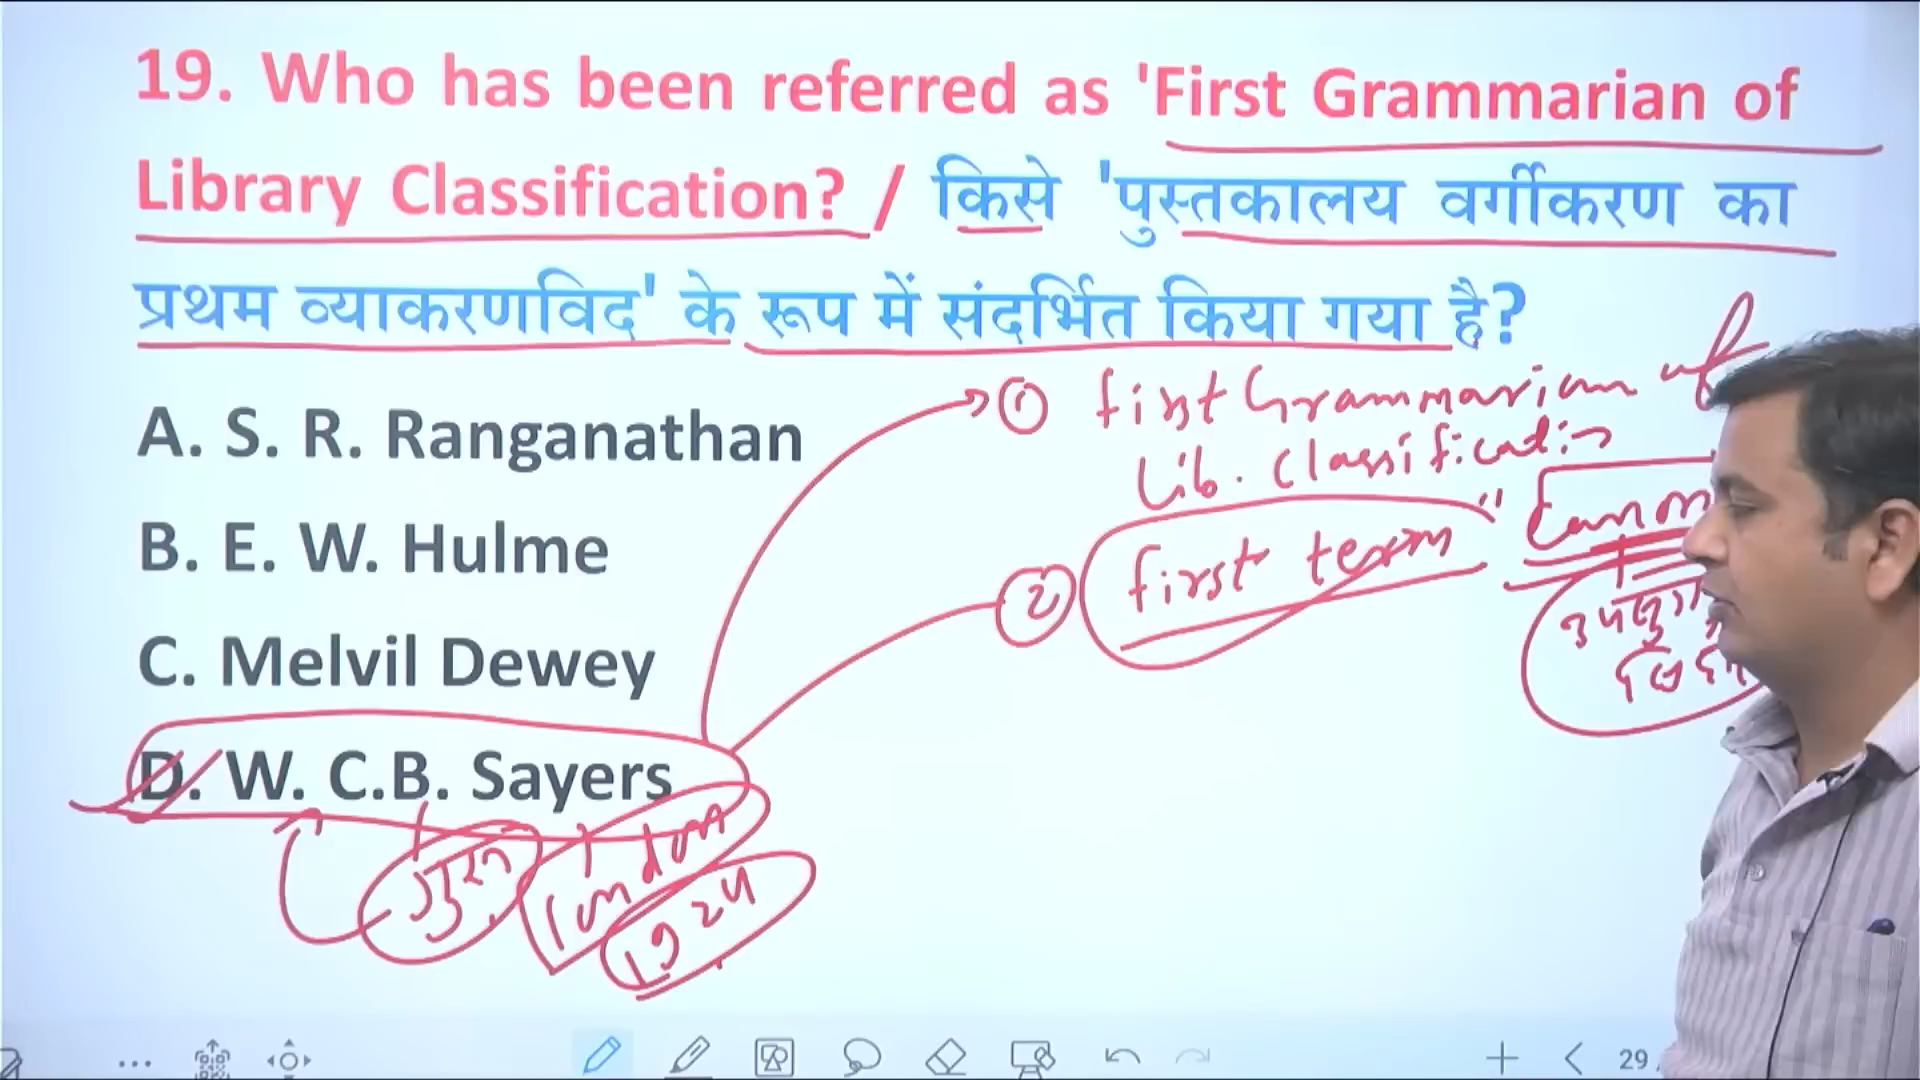 19. Who has been referred as 'First Grammarian of
Library Classification? / किसे 'पुस्तकालय वर्गीकरण का
प्रथम व्याकरणविद' के रूप में संदर्भित किया गया है?
A. S. R. Ranganathan
B. E. W. Hulme
C. Melvil Dewey
D. W. C.B. Sayers
① first Grammarian of
Lib. Classification
② first term "Canon
गुरु
London
1924
29